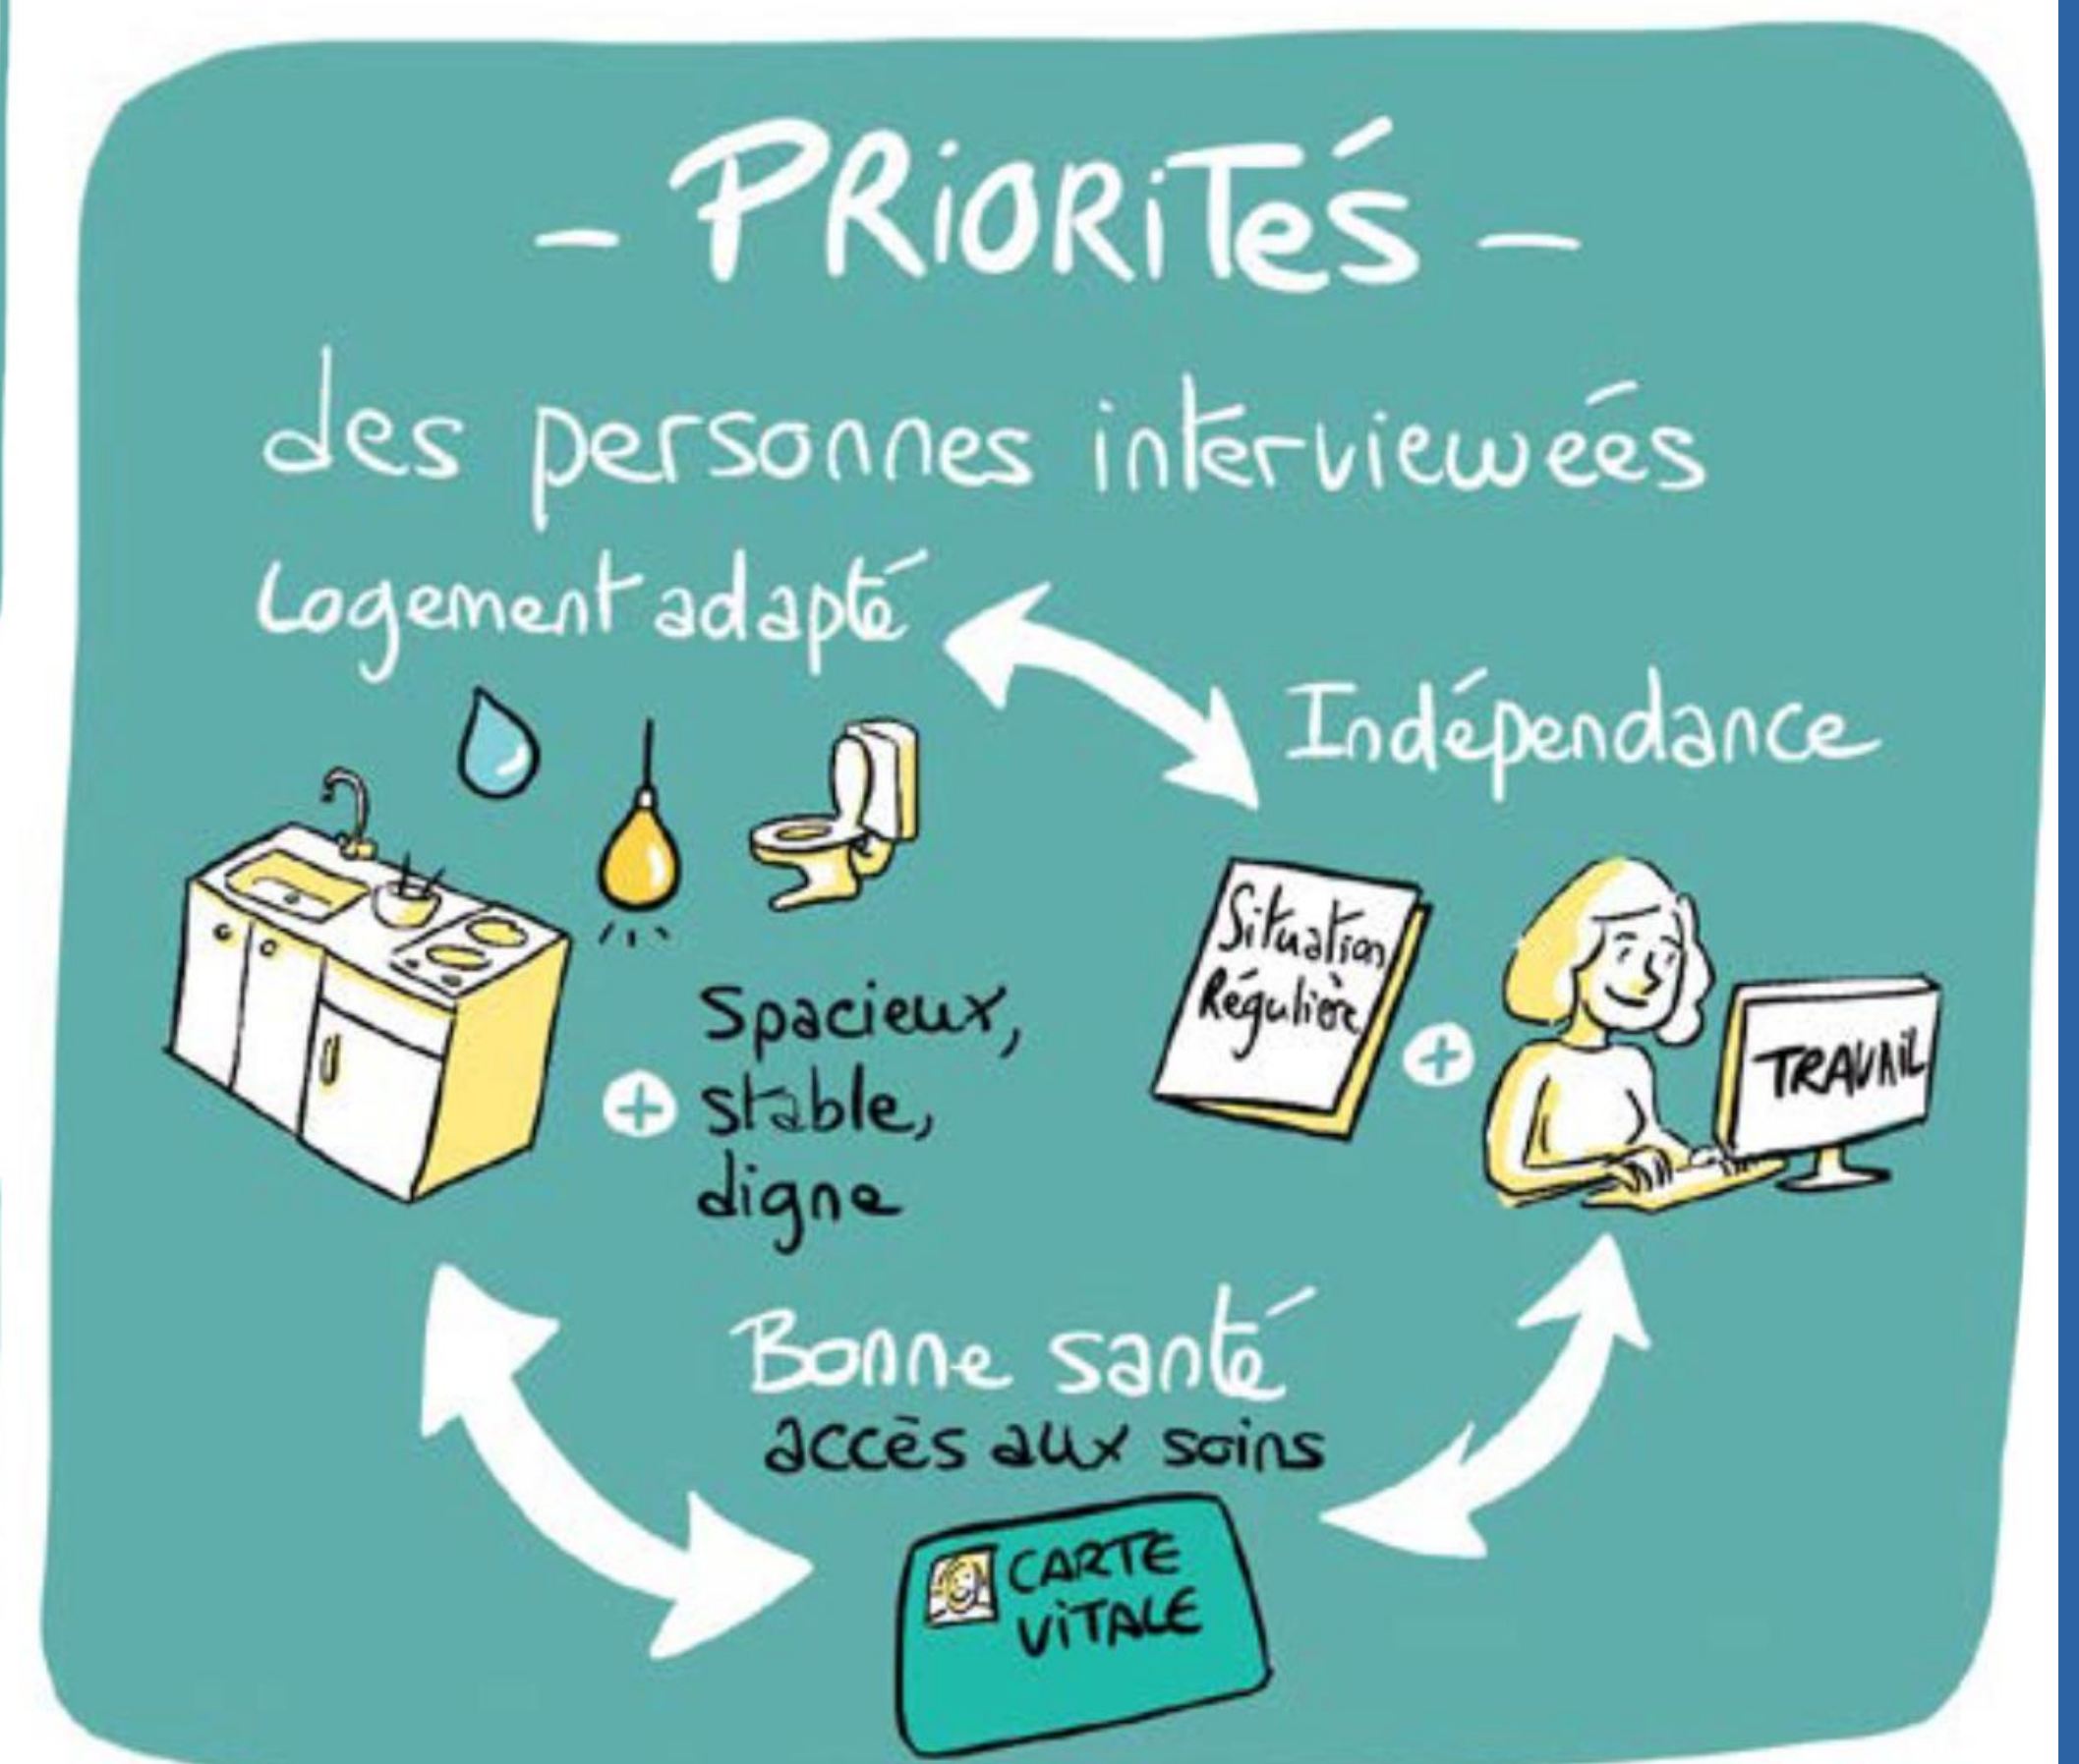 - PRiORiTés -
des personnes interviewées
Logement adapté
Indépendance
Situation
Régulière
+
TRAVAIL
+
Spacieux,
stable,
digne
Bonne santé
accès aux soins
CARTE
ViTALE